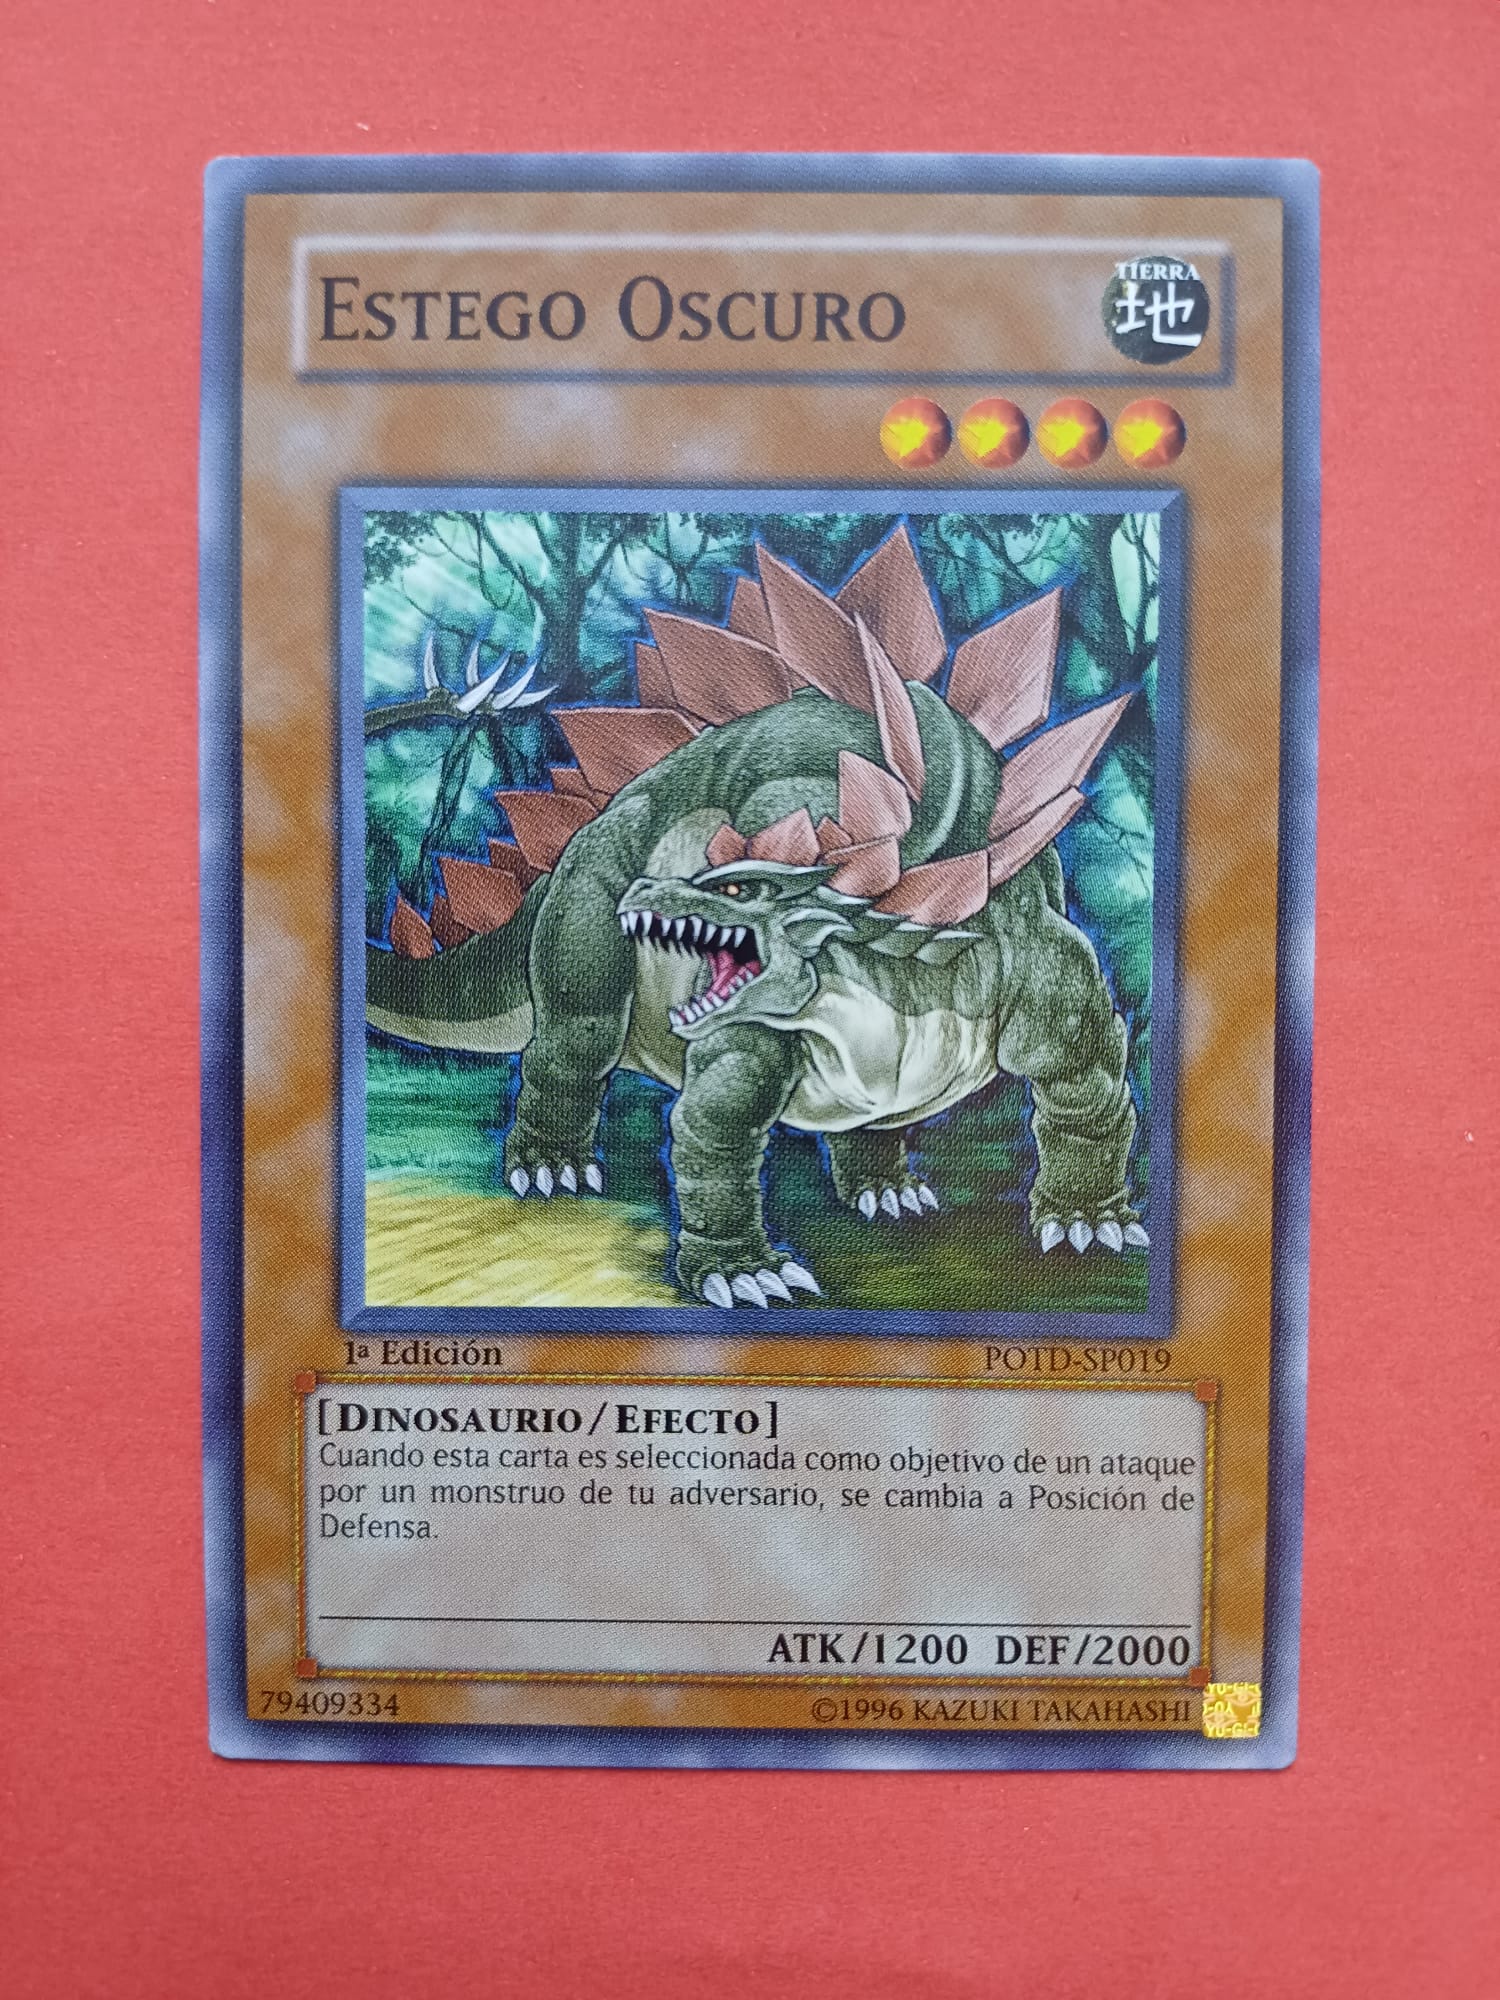 ESTEGO OSCURO
TIERRA
地
1ª Edición
POTD-SP019
[DINOSAURIO/EFECTO]
Cuando esta carta es seleccionada como objetivo de un ataque
por un monstruo de tu adversario, se cambia a Posición de
Defensa.
ATK/1200 DEF/2000
79409334
©1996 KAZUKI TAKAHASHI